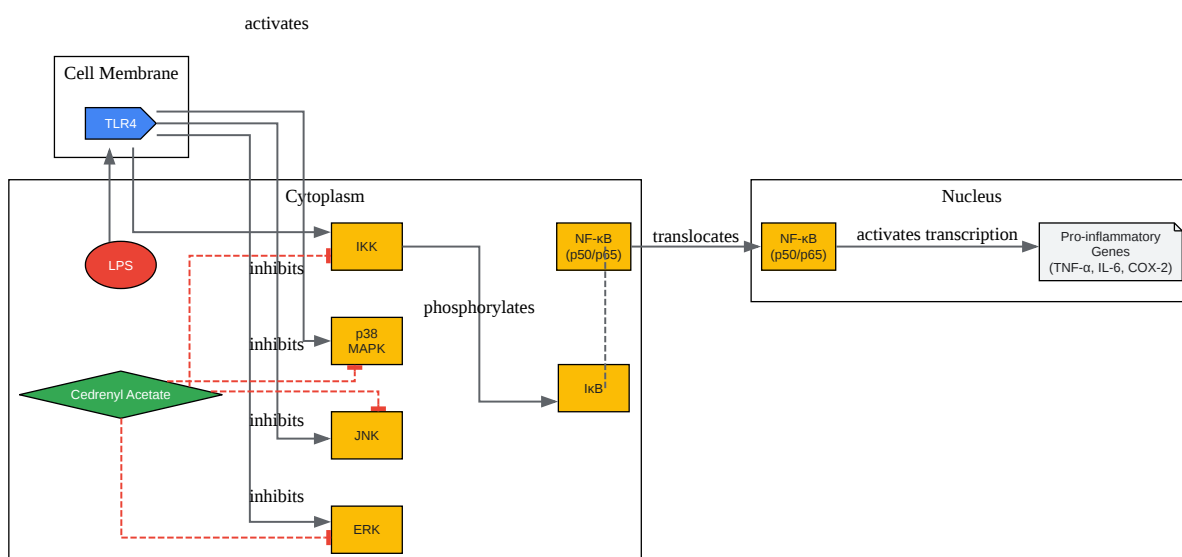 activates
Cell Membrane
TLR4
Cytoplasm
Nucleus
LPS
IKK
inhibits
NF-κB
(p50/p65)
translocates
NF-κB
(p50/p65)
activates transcription
Pro-inflammatory
Genes
(TNF-α, IL-6, COX-2)
phosphorylates
p38
MAPK
inhibits
Cedrenyl Acetate
IκB
inhibits
JNK
inhibits
ERK